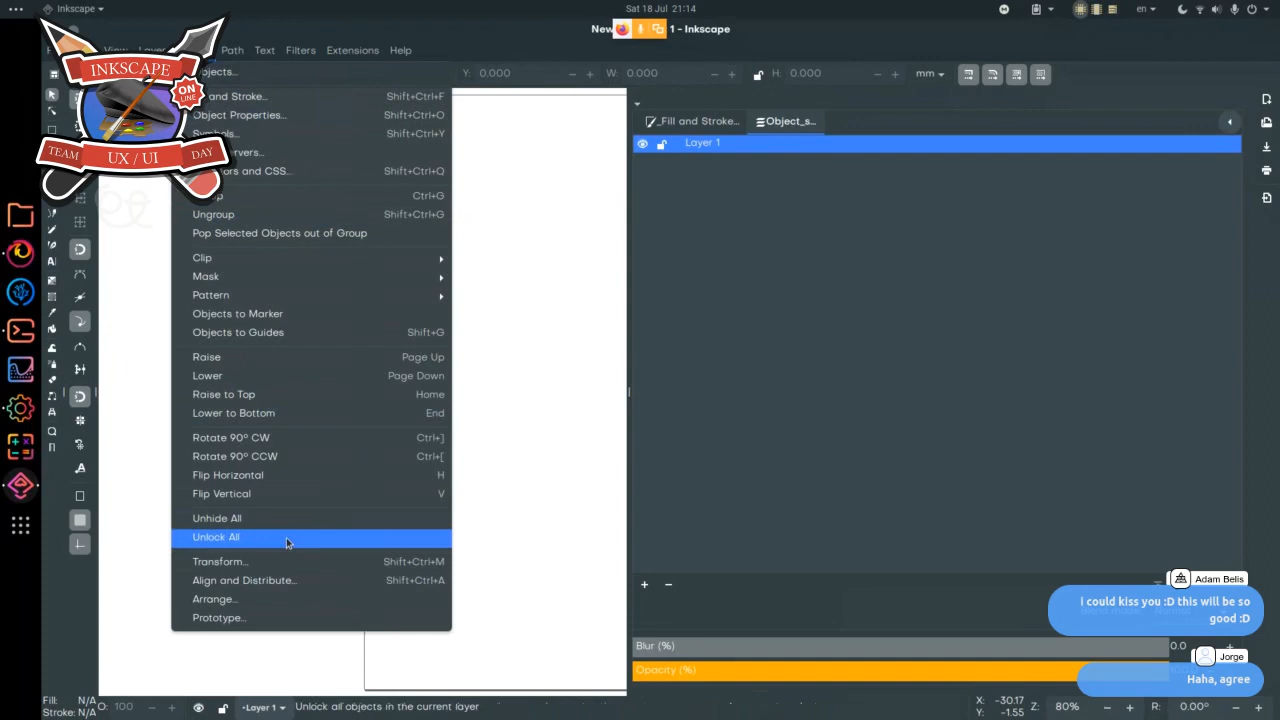 Inkscape
Sat 18 Jul 21:14
en
New
1 - Inkscape
View
Path
Text
Filters
Extensions
Help
INKSCAPE
ON
LINE
TEAM
UX / UI
DAY
Y: 0.000
W: 0.000
H: 0.000
mm
Shift+Ctrl+F
Object Properties... Shift+Ctrl+O
Symbols... Shift+Ctrl+Y
Shift+Ctrl+Q
Ctrl+G
Ungroup Shift+Ctrl+G
Pop Selected Objects out of Group
Clip
Mask
Pattern
Objects to Marker
Objects to Guides Shift+G
Raise Page Up
Lower Page Down
Raise to Top Home
Lower to Bottom End
Rotate 90° CW Ctrl+]
Rotate 90° CCW Ctrl+[
Flip Horizontal H
Flip Vertical V
Unhide All
Unlock All
Transform... Shift+Ctrl+M
Align and Distribute... Shift+Ctrl+A
Arrange...
Prototype...
Fill and Stroke...
Object_s...
Layer 1
Adam Belis
I could kiss you :D this will be so
good :D
Jorge
Haha, agree
Blur (%)
0.0
Opacity (%)
Fill: N/A
Stroke: N/A
O: 100
-Layer 1
Unlock all objects in the current layer
X: -30.17
Y: -1.55
Z: 80%
R: 0.00°